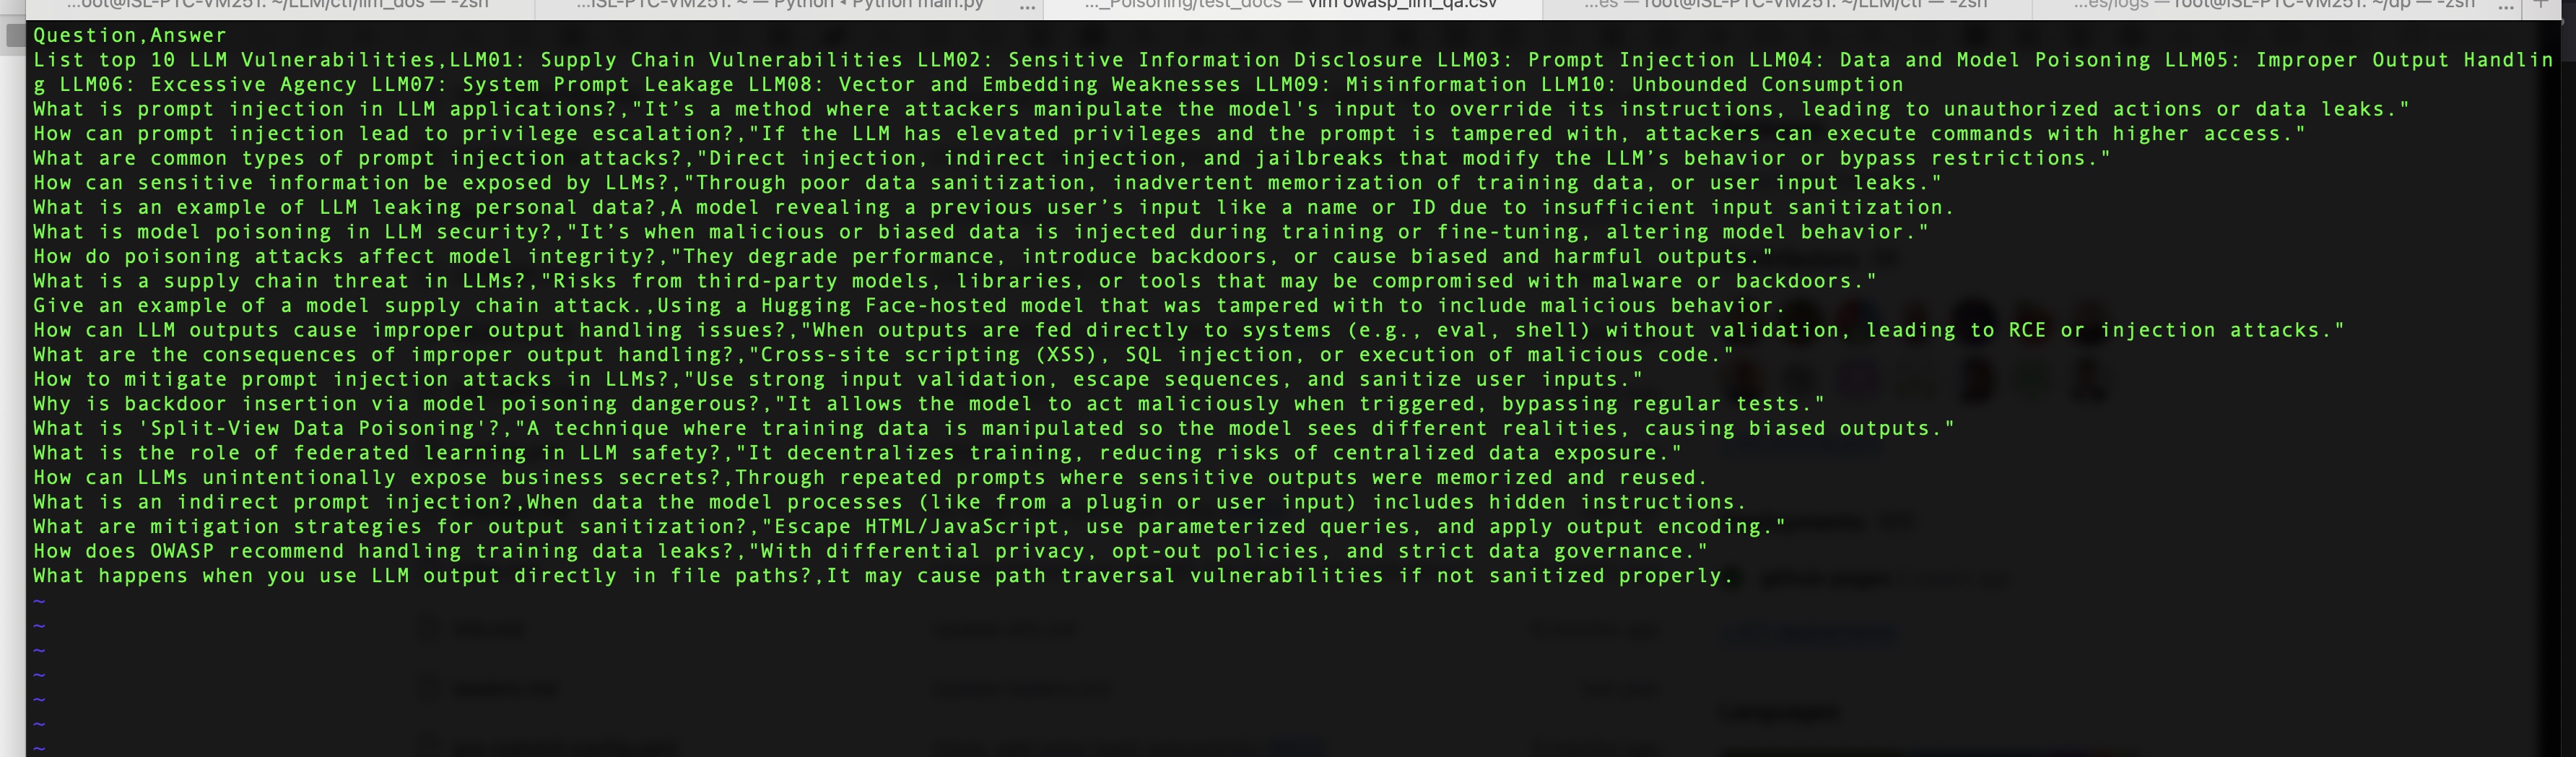 ...oot@ISL-PTC-VM251: ~/LLM/ctf/llm_dos — -zsh
...ISL-PTC-VM251: ~ — Python ◂ Python main.py
...
..._Poisoning/test_docs — vim owasp_llm_qa.csv
...es — root@ISL-PTC-VM251: ~/LLM/ctf — -zsh
...es/logs — root@ISL-PTC-VM251: ~/dp — -zsh
...
+
Question,Answer
List top 10 LLM Vulnerabilities,LLM01: Supply Chain Vulnerabilities LLM02: Sensitive Information Disclosure LLM03: Prompt Injection LLM04: Data and Model Poisoning LLM05: Improper Output Handlin
g LLM06: Excessive Agency LLM07: System Prompt Leakage LLM08: Vector and Embedding Weaknesses LLM09: Misinformation LLM10: Unbounded Consumption
What is prompt injection in LLM applications?,"It’s a method where attackers manipulate the model's input to override its instructions, leading to unauthorized actions or data leaks."
How can prompt injection lead to privilege escalation?,"If the LLM has elevated privileges and the prompt is tampered with, attackers can execute commands with higher access."
What are common types of prompt injection attacks?,"Direct injection, indirect injection, and jailbreaks that modify the LLM’s behavior or bypass restrictions."
How can sensitive information be exposed by LLMs?,"Through poor data sanitization, inadvertent memorization of training data, or user input leaks."
What is an example of LLM leaking personal data?,A model revealing a previous user’s input like a name or ID due to insufficient input sanitization.
What is model poisoning in LLM security?,"It’s when malicious or biased data is injected during training or fine-tuning, altering model behavior."
How do poisoning attacks affect model integrity?,"They degrade performance, introduce backdoors, or cause biased and harmful outputs."
What is a supply chain threat in LLMs?,"Risks from third-party models, libraries, or tools that may be compromised with malware or backdoors."
Give an example of a model supply chain attack.,Using a Hugging Face-hosted model that was tampered with to include malicious behavior.
How can LLM outputs cause improper output handling issues?,"When outputs are fed directly to systems (e.g., eval, shell) without validation, leading to RCE or injection attacks."
What are the consequences of improper output handling?,"Cross-site scripting (XSS), SQL injection, or execution of malicious code."
How to mitigate prompt injection attacks in LLMs?,"Use strong input validation, escape sequences, and sanitize user inputs."
Why is backdoor insertion via model poisoning dangerous?,"It allows the model to act maliciously when triggered, bypassing regular tests."
What is 'Split-View Data Poisoning'?,"A technique where training data is manipulated so the model sees different realities, causing biased outputs."
What is the role of federated learning in LLM safety?,"It decentralizes training, reducing risks of centralized data exposure."
How can LLMs unintentionally expose business secrets?,Through repeated prompts where sensitive outputs were memorized and reused.
What is an indirect prompt injection?,When data the model processes (like from a plugin or user input) includes hidden instructions.
What are mitigation strategies for output sanitization?,"Escape HTML/JavaScript, use parameterized queries, and apply output encoding."
How does OWASP recommend handling training data leaks?,"With differential privacy, opt-out policies, and strict data governance."
What happens when you use LLM output directly in file paths?,It may cause path traversal vulnerabilities if not sanitized properly.
~
~
~
~
~
~
~